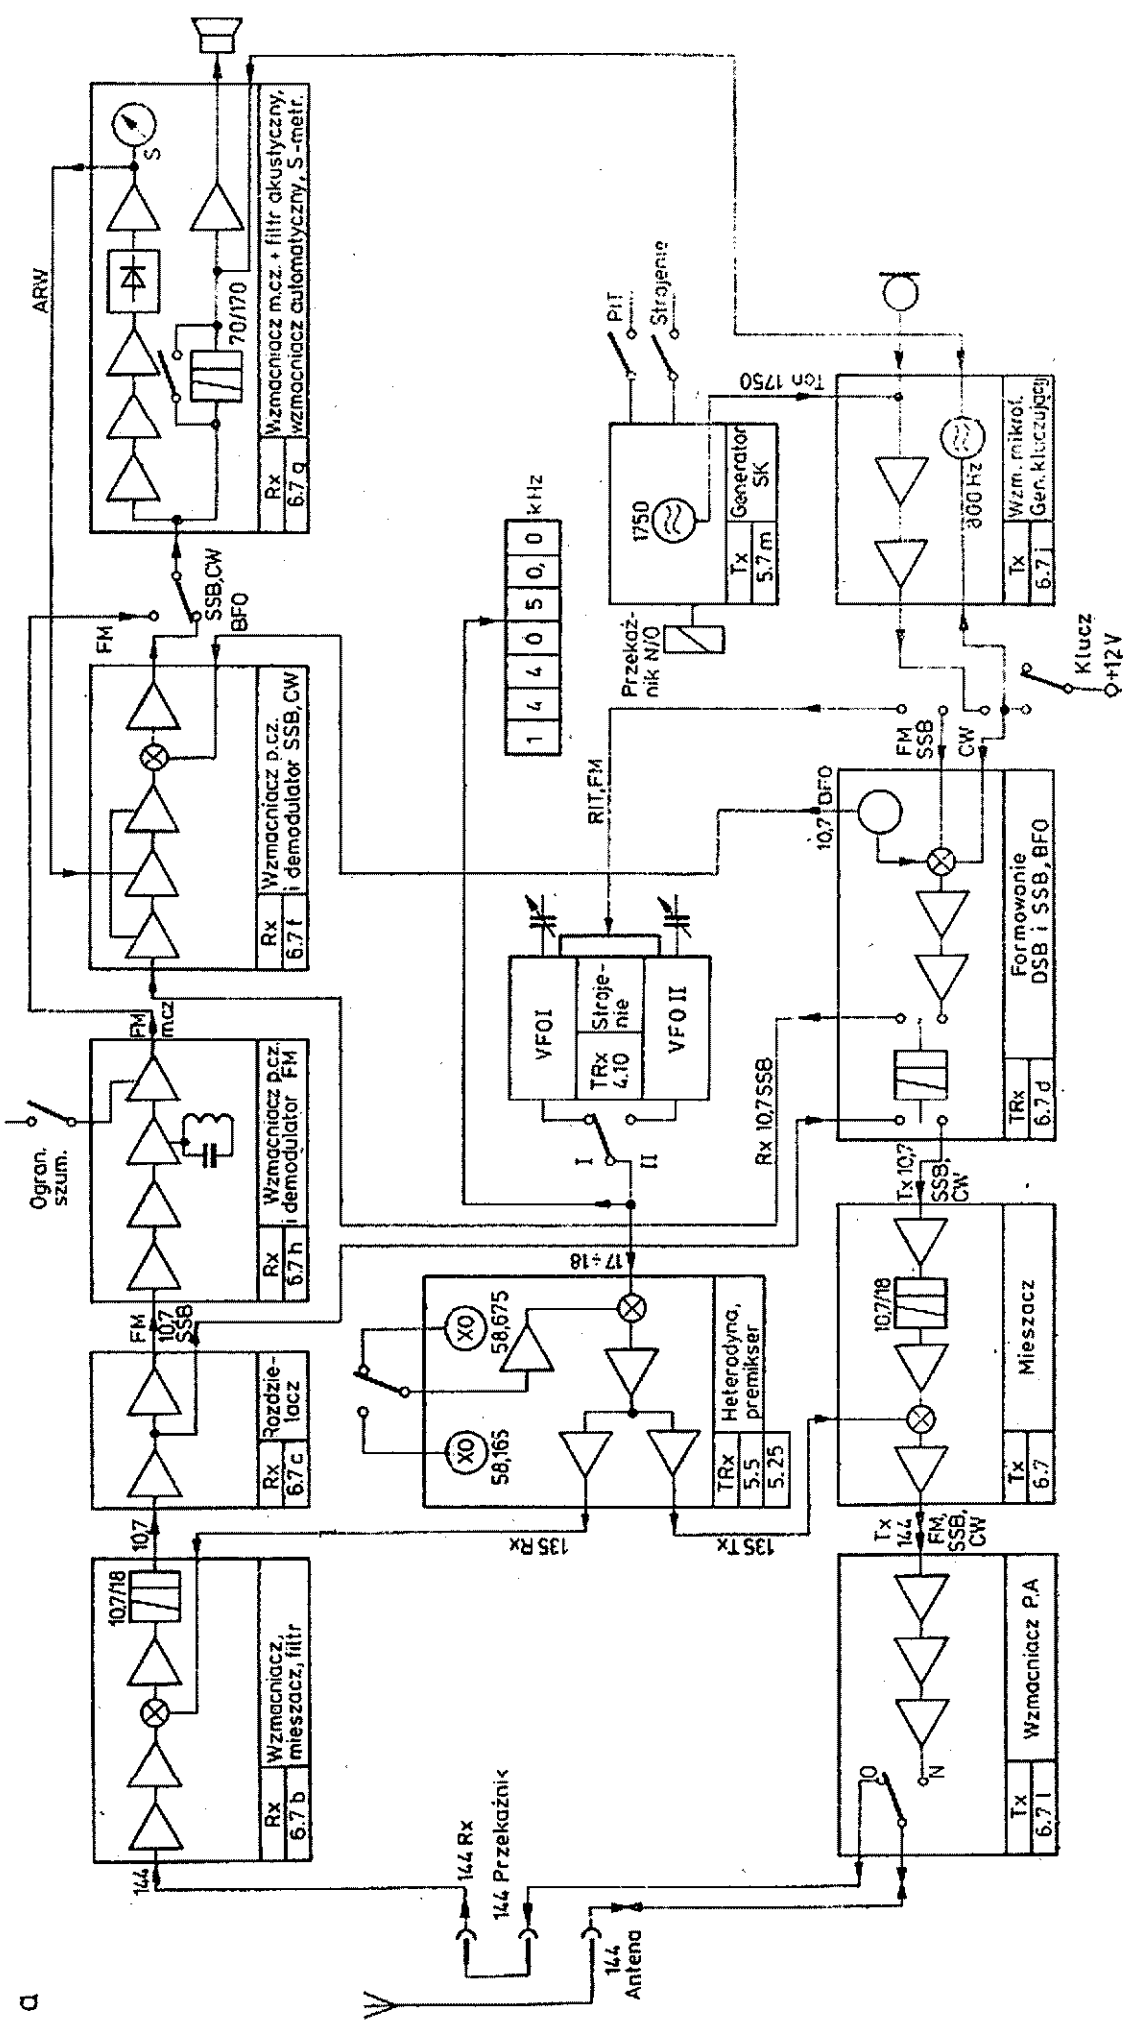 a
144
Rx
6.7 b
Wzmacniacz,
mieszacz, filtr
10,7/18
10,7
Rx
6.7 c
Rozdzie-
lacz
FM
10,7
SSB
Rx
6.7 h
Wzmacniacz p.cz.
i demodulator FM
Ogran.
szum.
FM
m.cz
Rx
6.7 f
Wzmacniacz p.cz.
i demodulator SSB, CW
FM
SSB, CW
BFO
ARW
Rx
6.7 g
Wzmacniacz m.cz. + filtr akustyczny,
wzmacniacz automatyczny, S-metr.
S
70/170
144 Rx
144 Przekaźnik
144
Antena
135 Rx
135 Tx
XO
58,165
XO
58,675
TRx
5.5
5.25
Heterodyna,
premikser
17÷18
I
II
VFO I
TRx
4.10
Stroje-
nie
VFO II
RIT, FM
1 4 4 0 5 0, 0 kHz
Przekaź-
nik N/O
1750
Tx
5.7 m
Generator
SK
PIT
Strojenie
Ton 1750
Rx 10,7 SSB
10,7 BFO
Tx
6.7 l
Wzmacniacz P.A
O
N
Tx
144
FM,
SSB,
CW
Tx
6.7
Mieszacz
10,7/18
Tx 10,7
SSB,
CW
TRx
6.7 d
Formowanie
DSB i SSB, BFO
FM
SSB
CW
Klucz
+12V
Tx
6.7 j
Wzm. mikrof.
Gen. kluczujący
800 Hz